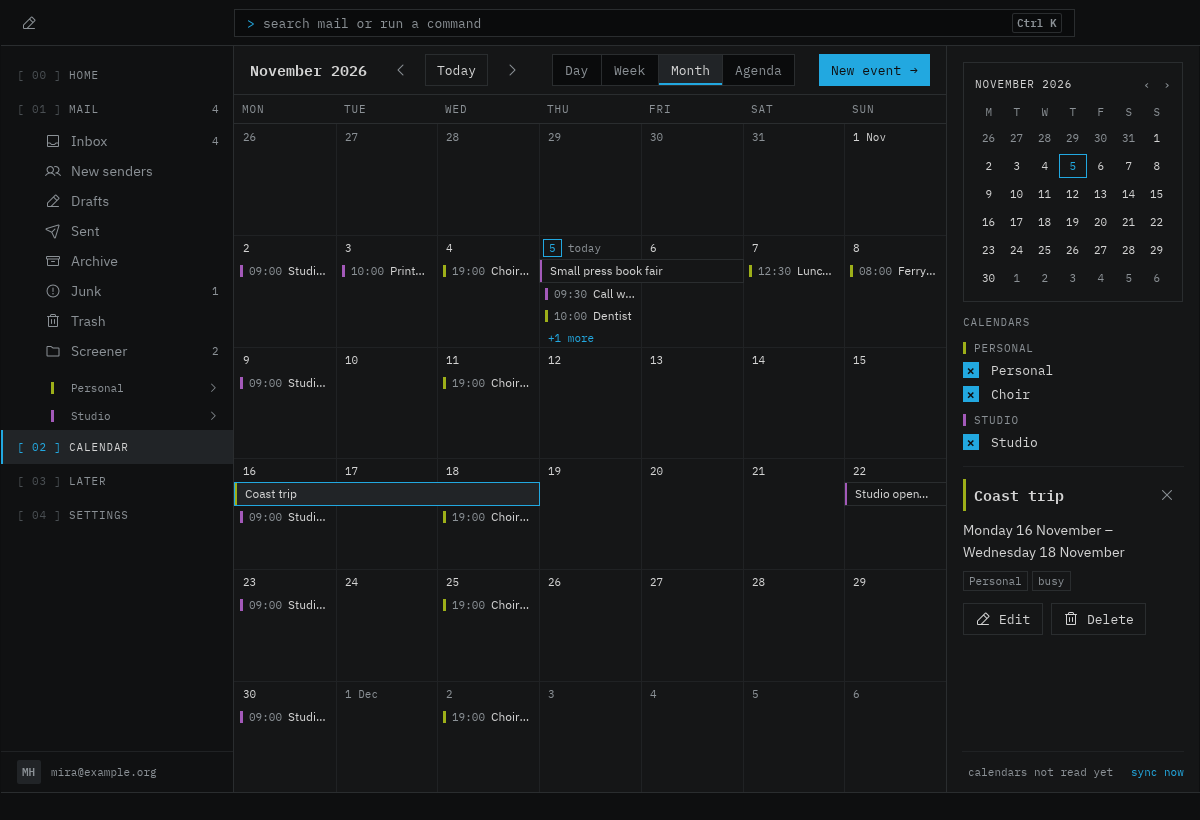 > search mail or run a command Ctrl K
[ 00 ] HOME
[ 01 ] MAIL 4
Inbox 4
New senders
Drafts
Sent
Archive
Junk 1
Trash
Screener 2
Personal
Studio
[ 02 ] CALENDAR
[ 03 ] LATER
[ 04 ] SETTINGS
MH mira@example.org
November 2026 Today Day Week Month Agenda New event →
MON TUE WED THU FRI SAT SUN
26 27 28 29 30 31 1 Nov
2 3 4 5 today 6 7 8
09:00 Studi… 10:00 Print… 19:00 Choir… Small press book fair 12:30 Lunc… 08:00 Ferry…
09:30 Call w…
10:00 Dentist
+1 more
9 10 11 12 13 14 15
09:00 Studi… 19:00 Choir…
16 17 18 19 20 21 22
Coast trip Studio open…
09:00 Studi… 19:00 Choir…
23 24 25 26 27 28 29
09:00 Studi… 19:00 Choir…
30 1 Dec 2 3 4 5 6
09:00 Studi… 19:00 Choir…
NOVEMBER 2026 ‹ ›
M T W T F S S
26 27 28 29 30 31 1
2 3 4 5 6 7 8
9 10 11 12 13 14 15
16 17 18 19 20 21 22
23 24 25 26 27 28 29
30 1 2 3 4 5 6
CALENDARS
PERSONAL
Personal
Choir
STUDIO
Studio
Coast trip
Monday 16 November –
Wednesday 18 November
Personal busy
Edit Delete
calendars not read yet sync now